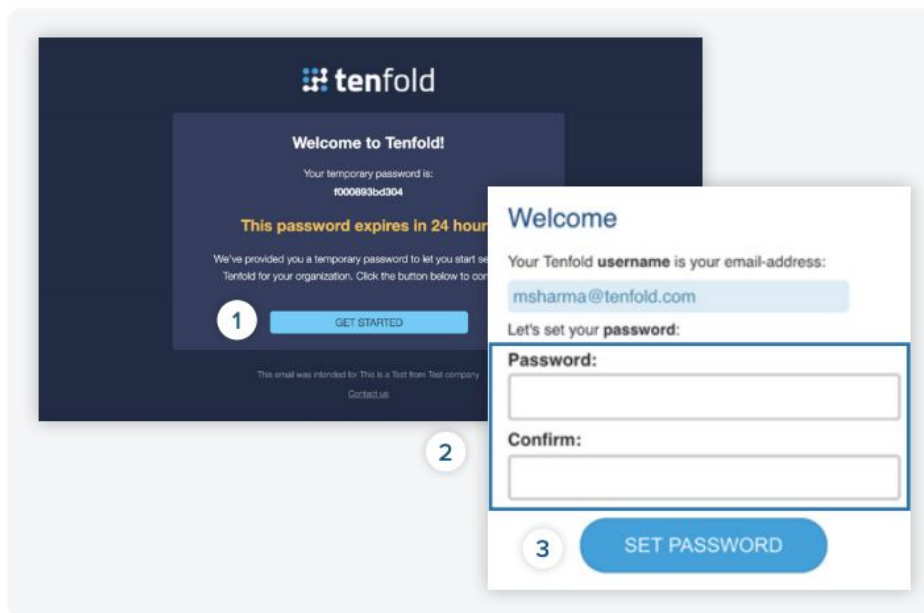 tenfold
Welcome to Tenfold!
Your temporary password is:
f000893bd304
This password expires in 24 hour
We've provided you a temporary password to let you start se
Tenfold for your organization. Click the button below to con
1
GET STARTED
This email was intended for This is a Test from Test company
Contact us
2
Welcome
Your Tenfold username is your email-address:
msharma@tenfold.com
Let's set your password:
Password:
Confirm:
3
SET PASSWORD